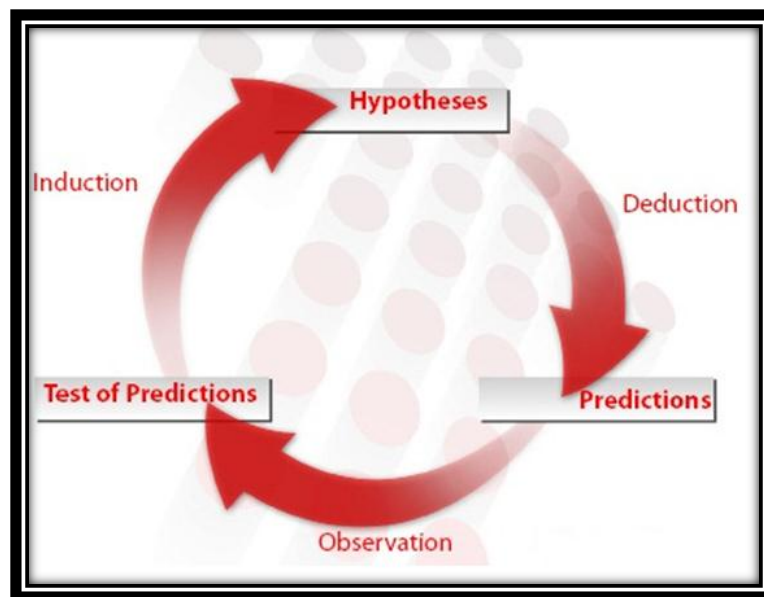 Hypotheses
Induction
Deduction
Test of Predictions
Predictions
Observation